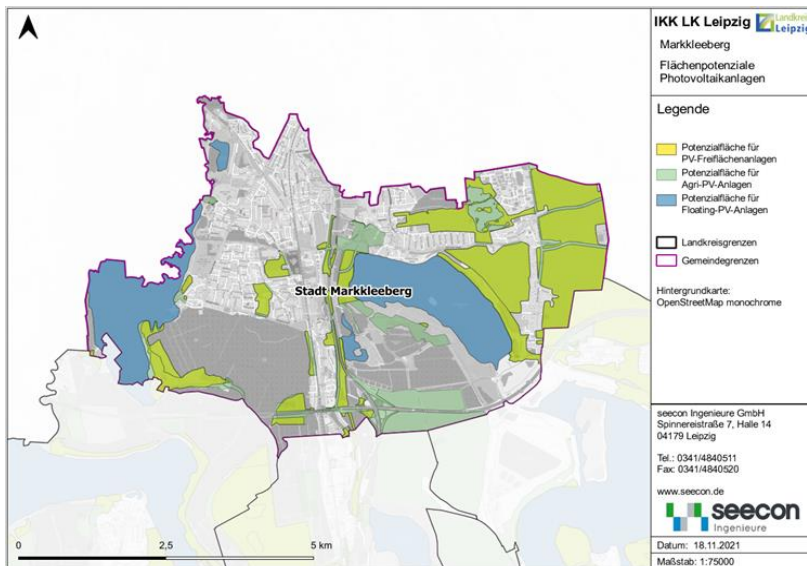 IKK LK Leipzig
Landkreis
Leipzig
Markkleeberg
Flächenpotenziale
Photovoltaikanlagen
Legende
Potenzialfläche für
PV-Freiflächenanlagen
Potenzialfläche für
Agri-PV-Anlagen
Potenzialfläche für
Floating-PV-Anlagen
Landkreisgrenzen
Gemeindegrenzen
Hintergrundkarte:
OpenStreetMap monochrome
Stadt Markkleeberg
seecon Ingenieure GmbH
Spinnereistraße 7, Halle 14
04179 Leipzig
Tel.: 0341/4840511
Fax: 0341/4840520
www.seecon.de
seecon
Ingenieure
Datum: 18.11.2021
Maßstab: 1:75000
0 2,5 5 km